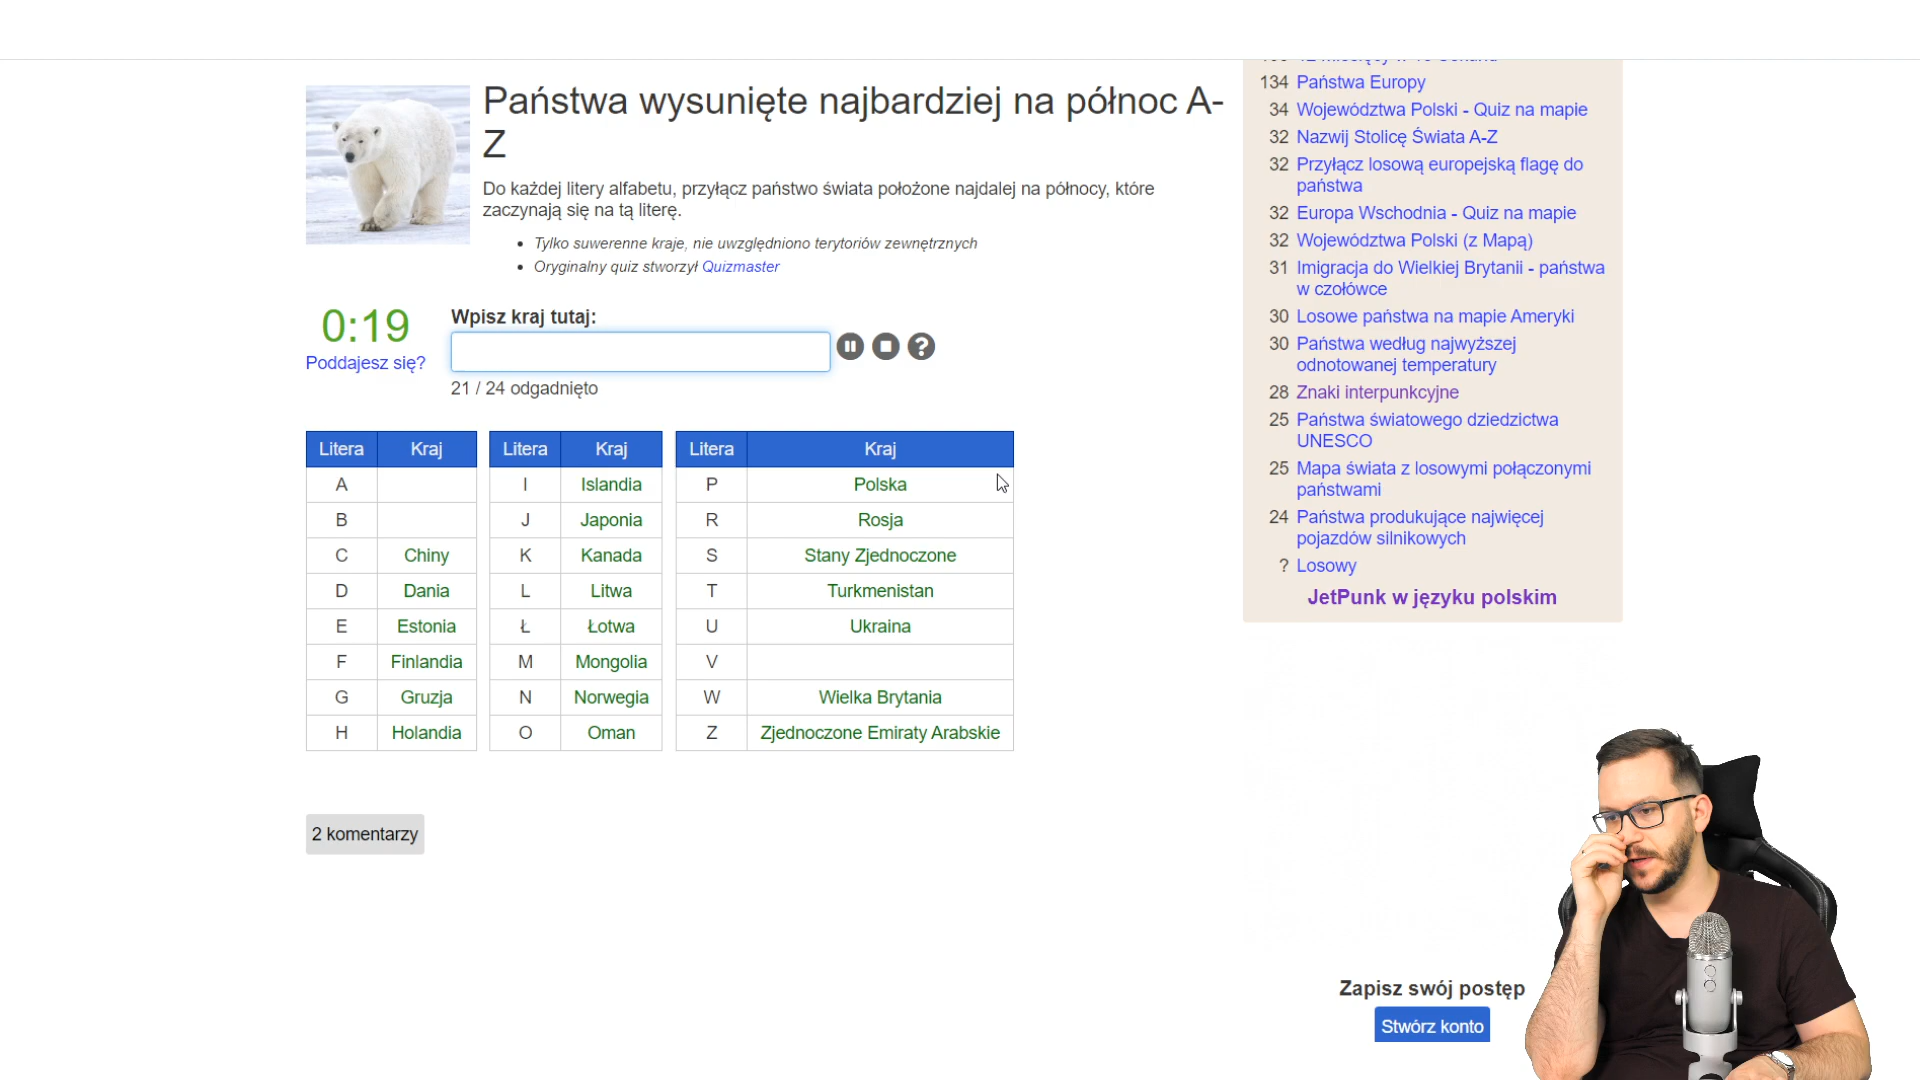 Państwa wysunięte najbardziej na północ A-
Z
Do każdej litery alfabetu, przyłącz państwo świata położone najdalej na północy, które
zaczynają się na tą literę.
• Tylko suwerenne kraje, nie uwzględniono terytoriów zewnętrznych
• Oryginalny quiz stworzył Quizmaster
0:19
Poddajesz się?
Wpisz kraj tutaj:
21 / 24 odgadnięto
Litera Kraj
A
B
C Chiny
D Dania
E Estonia
F Finlandia
G Gruzja
H Holandia
Litera Kraj
I Islandia
J Japonia
K Kanada
L Litwa
Ł Łotwa
M Mongolia
N Norwegia
O Oman
Litera Kraj
P Polska
R Rosja
S Stany Zjednoczone
T Turkmenistan
U Ukraina
V
W Wielka Brytania
Z Zjednoczone Emiraty Arabskie
2 komentarzy
134 Państwa Europy
34 Województwa Polski - Quiz na mapie
32 Nazwij Stolicę Świata A-Z
32 Przyłącz losową europejską flagę do
państwa
32 Europa Wschodnia - Quiz na mapie
32 Województwa Polski (z Mapą)
31 Imigracja do Wielkiej Brytanii - państwa
w czołówce
30 Losowe państwa na mapie Ameryki
30 Państwa według najwyższej
odnotowanej temperatury
28 Znaki interpunkcyjne
25 Państwa światowego dziedzictwa
UNESCO
25 Mapa świata z losowymi połączonymi
państwami
24 Państwa produkujące najwięcej
pojazdów silnikowych
? Losowy
JetPunk w języku polskim
Zapisz swój postęp
Stwórz konto